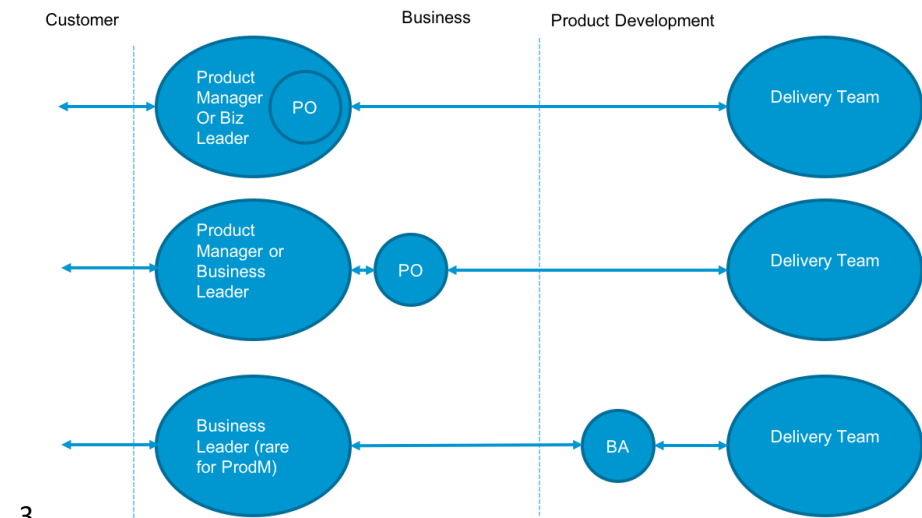 Customer
Business
Product Development
Product
Manager
Or Biz
Leader
PO
Delivery Team
Product
Manager or
Business
Leader
PO
Delivery Team
Business
Leader (rare
for ProdM)
BA
Delivery Team
3